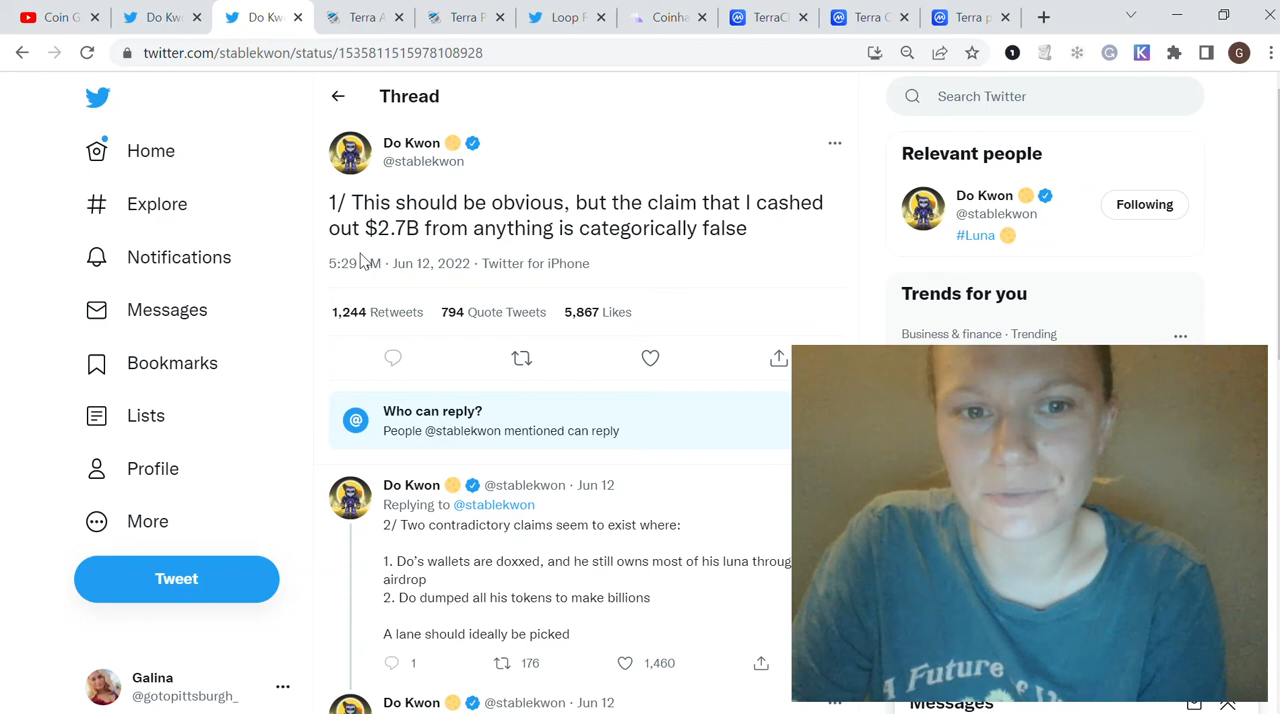 Coin G
Do Kw
Do Kw
Terra A
Terra F
Loop F
Coinha
TerraC
Terra C
Terra p
twitter.com/stablekwon/status/1535811515978108928
G
Thread
Search Twitter
Home
Explore
Notifications
Messages
Bookmarks
Lists
Profile
More
Tweet
Galina
@gotopittsburgh_
Do Kwon
@stablekwon
1/ This should be obvious, but the claim that I cashed
out $2.7B from anything is categorically false
5:29 M · Jun 12, 2022 · Twitter for iPhone
1,244 Retweets 794 Quote Tweets 5,867 Likes
Who can reply?
People @stablekwon mentioned can reply
Do Kwon @stablekwon · Jun 12
Replying to @stablekwon
2/ Two contradictory claims seem to exist where:
1. Do's wallets are doxxed, and he still owns most of his luna throug
airdrop
2. Do dumped all his tokens to make billions
A lane should ideally be picked
1 176 1,460
Do Kwon @stablekwon · Jun 12
Relevant people
Do Kwon
@stablekwon
Following
#Luna
Trends for you
Business & finance · Trending
A Future
Messages